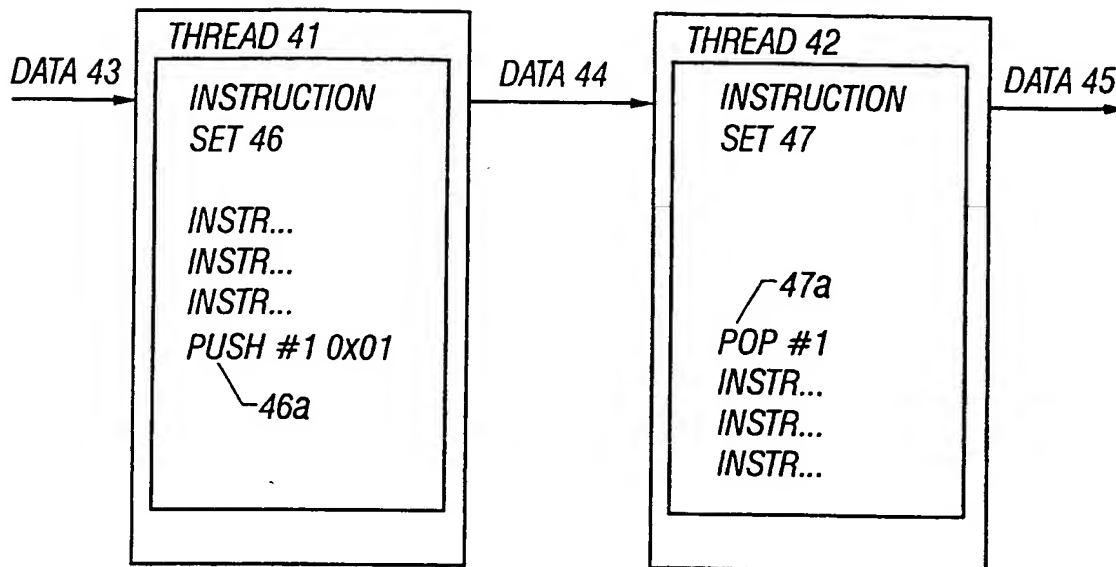 DATA 43
THREAD 41
INSTRUCTION
SET 46
INSTR...
INSTR...
INSTR...
PUSH #1 0x01
46a
DATA 44
THREAD 42
INSTRUCTION
SET 47
47a
POP #1
INSTR...
INSTR...
INSTR...
DATA 45